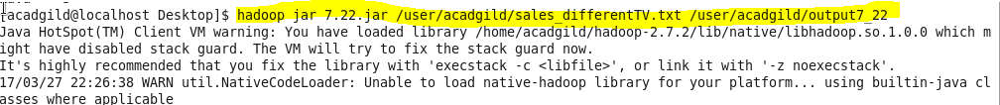 [acadgild@localhost Desktop]$ hadoop jar 7.22.jar /user/acadgild/sales_differentTV.txt /user/acadgild/output7_22
Java HotSpot(TM) Client VM warning: You have loaded library /home/acadgild/hadoop-2.7.2/lib/native/libhadoop.so.1.0.0 which m
ight have disabled stack guard. The VM will try to fix the stack guard now.
It's highly recommended that you fix the library with 'execstack -c <libfile>', or link it with '-z noexecstack'.
17/03/27 22:26:38 WARN util.NativeCodeLoader: Unable to load native-hadoop library for your platform... using builtin-java cl
asses where applicable